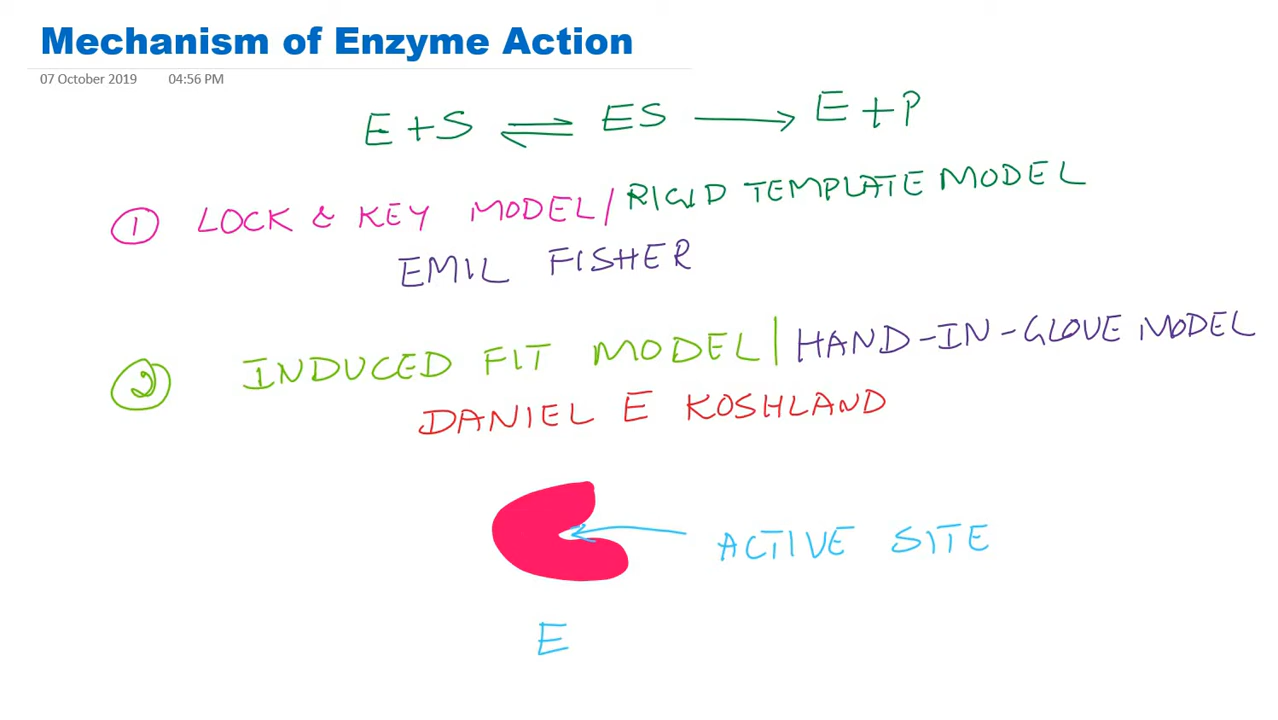 Mechanism of Enzyme Action
07 October 2019 04:56 PM
E + S ⇌ ES ⟶ E + P
① LOCK & KEY MODEL / RIGID TEMPLATE MODEL
EMIL FISHER
② INDUCED FIT MODEL | HAND-IN-GLOVE MODEL
DANIEL E KOSHLAND
ACTIVE SITE
E